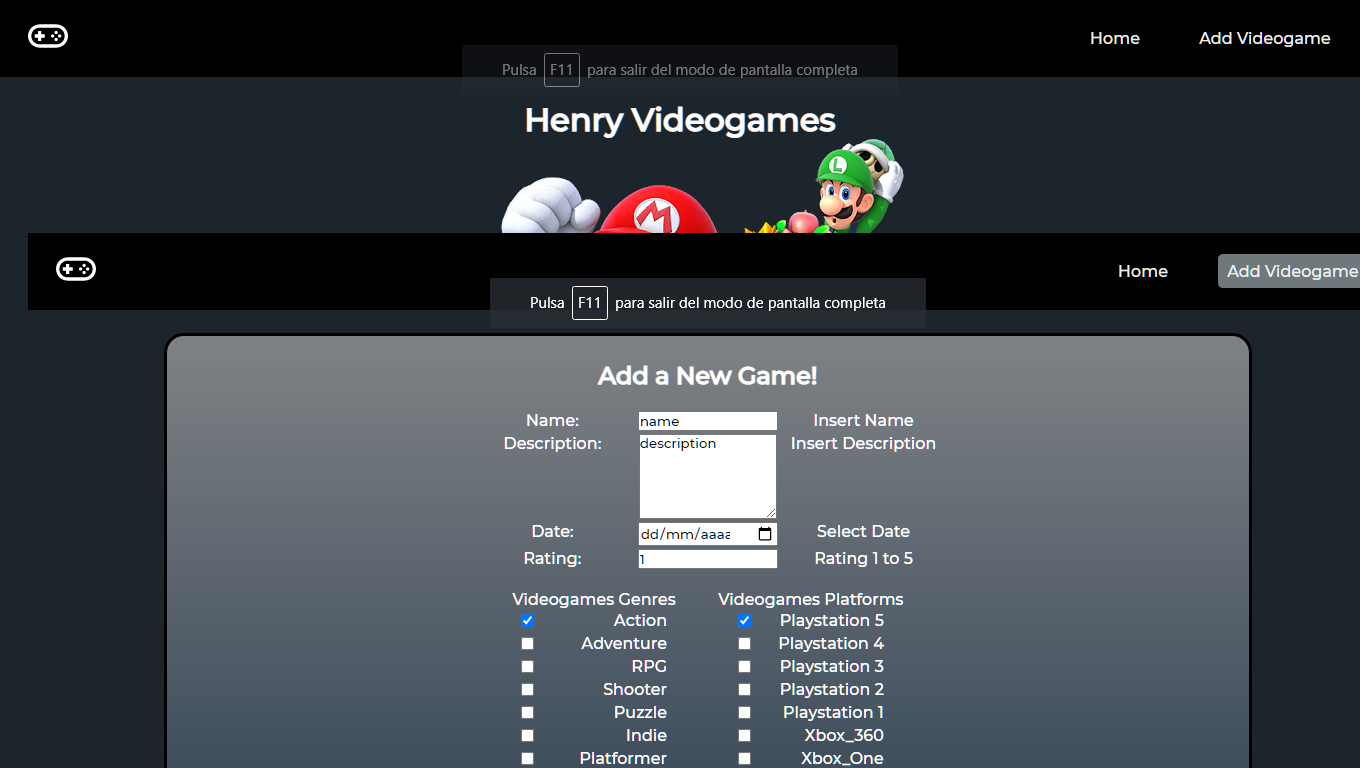 Home Add Videogame
Pulsa F11 para salir del modo de pantalla completa
Henry Videogames
M
L
Home Add Videogame
Pulsa F11 para salir del modo de pantalla completa
Add a New Game!
Name: name Insert Name
Description: description Insert Description
Date: dd/mm/aaaa Select Date
Rating: 1 Rating 1 to 5
Videogames Genres Videogames Platforms
Action Playstation 5
Adventure Playstation 4
RPG Playstation 3
Shooter Playstation 2
Puzzle Playstation 1
Indie Xbox_360
Platformer Xbox_One